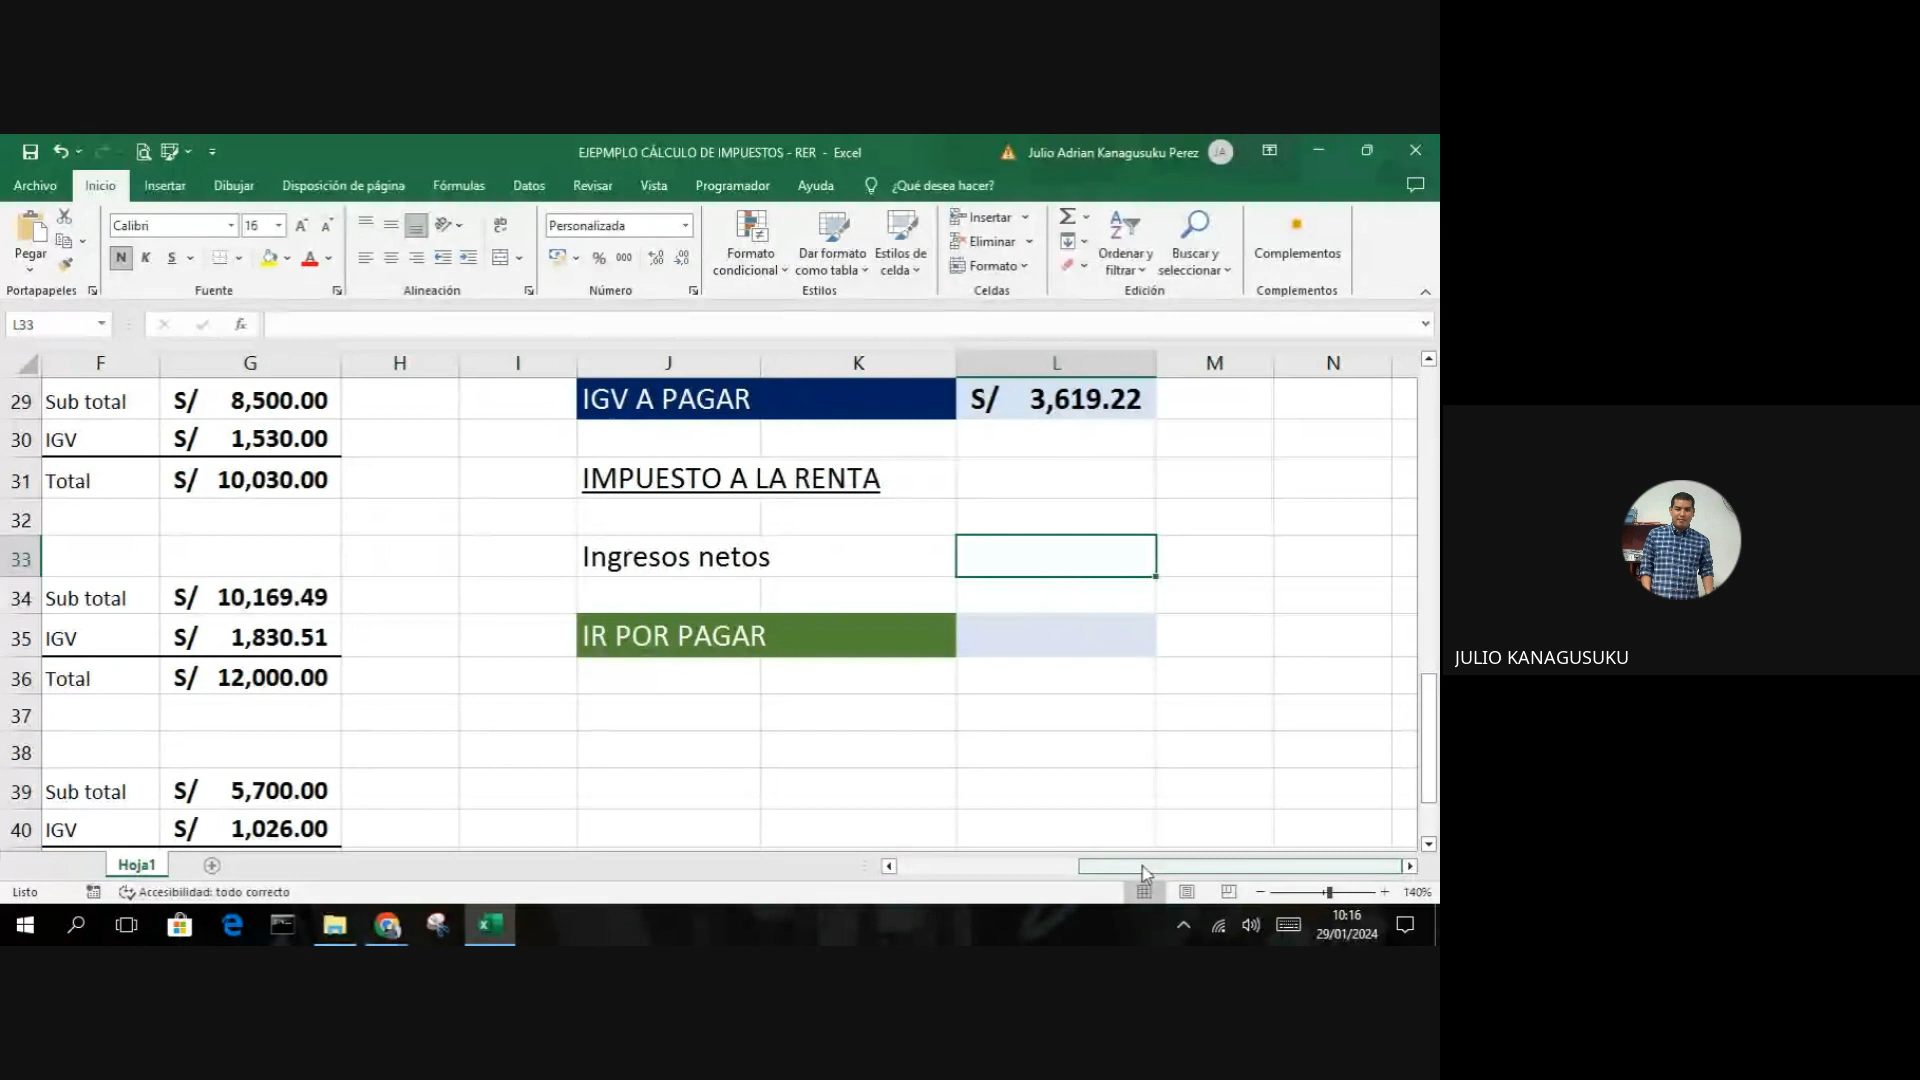 EJEPMPLO CÁLCULO DE IMPUESTOS - RER - Excel
Julio Adrian Kanagusuku Perez
JA
Archivo Inicio Insertar Dibujar Disposición de página Fórmulas Datos Revisar Vista Programador Ayuda ¿Qué desea hacer?
Pegar
Portapapeles
Calibri 16
N K S
Fuente
Alineación
Personalizada
% 000
Número
Formato condicional
Dar formato como tabla
Estilos de celda
Estilos
Insertar
Eliminar
Formato
Celdas
Ordenar y filtrar
Buscar y seleccionar
Edición
Complementos
Complementos
L33
fx
F G H I J K L M N
29 Sub total S/ 8,500.00 IGV A PAGAR S/ 3,619.22
30 IGV S/ 1,530.00
31 Total S/ 10,030.00 IMPUESTO A LA RENTA
32
33 Ingresos netos
34 Sub total S/ 10,169.49
35 IGV S/ 1,830.51 IR POR PAGAR
36 Total S/ 12,000.00
37
38
39 Sub total S/ 5,700.00
40 IGV S/ 1,026.00
Hoja1
Listo Accesibilidad: todo correcto 140%
10:16
29/01/2024
JULIO KANAGUSUKU